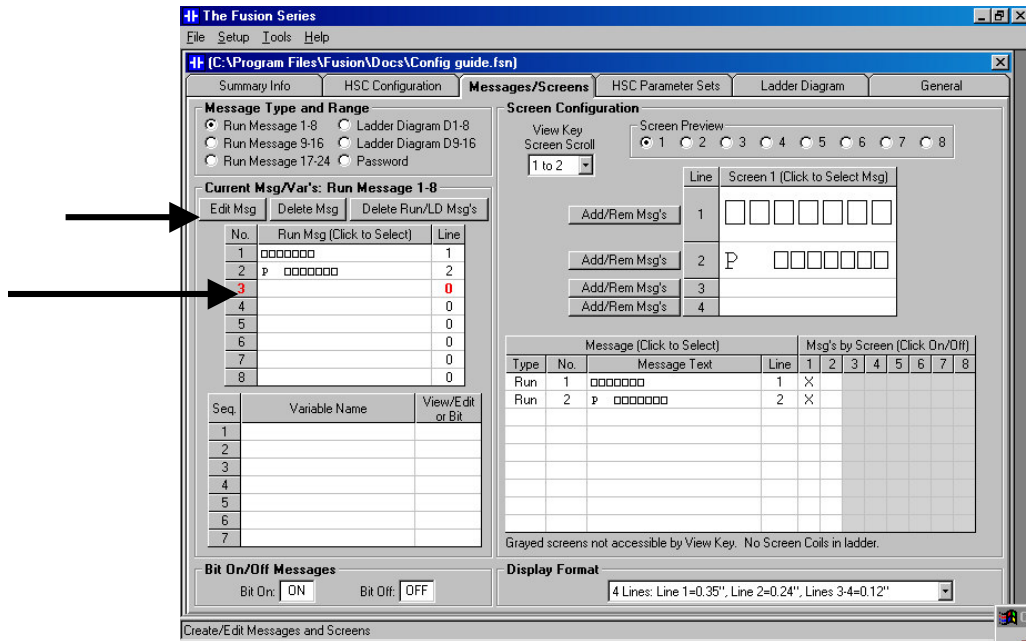 The Fusion Series
File Setup Tools Help
(C:\Program Files\Fusion\Docs\Config guide.fsn)
Summary Info HSC Configuration Messages/Screens HSC Parameter Sets Ladder Diagram General
Message Type and Range
Run Message 1-8 Ladder Diagram D1-8
Run Message 9-16 Ladder Diagram D9-16
Run Message 17-24 Password
Current Msg/Var's: Run Message 1-8
Edit Msg Delete Msg Delete Run/LD Msg's
No. Run Msg (Click to Select) Line
1 □□□□□□□ 1
2 P □□□□□□□ 2
3 0
4 0
5 0
6 0
7 0
8 0
Seq. Variable Name View/Edit or Bit
1
2
3
4
5
6
7
Bit On/Off Messages
Bit On: ON Bit Off: OFF
Screen Configuration
View Key Screen Scroll
1 to 2
Screen Preview
1 2 3 4 5 6 7 8
Line Screen 1 (Click to Select Msg)
Add/Rem Msg's 1 □□□□□□□
Add/Rem Msg's 2 P □□□□□□□
Add/Rem Msg's 3
Add/Rem Msg's 4
Message (Click to Select) Msg's by Screen (Click On/Off)
Type No. Message Text Line 1 2 3 4 5 6 7 8
Run 1 □□□□□□□ 1 X
Run 2 P □□□□□□□ 2 X
Grayed screens not accessible by View Key. No Screen Coils in ladder.
Display Format
4 Lines: Line 1=0.35", Line 2=0.24", Lines 3-4=0.12"
Create/Edit Messages and Screens